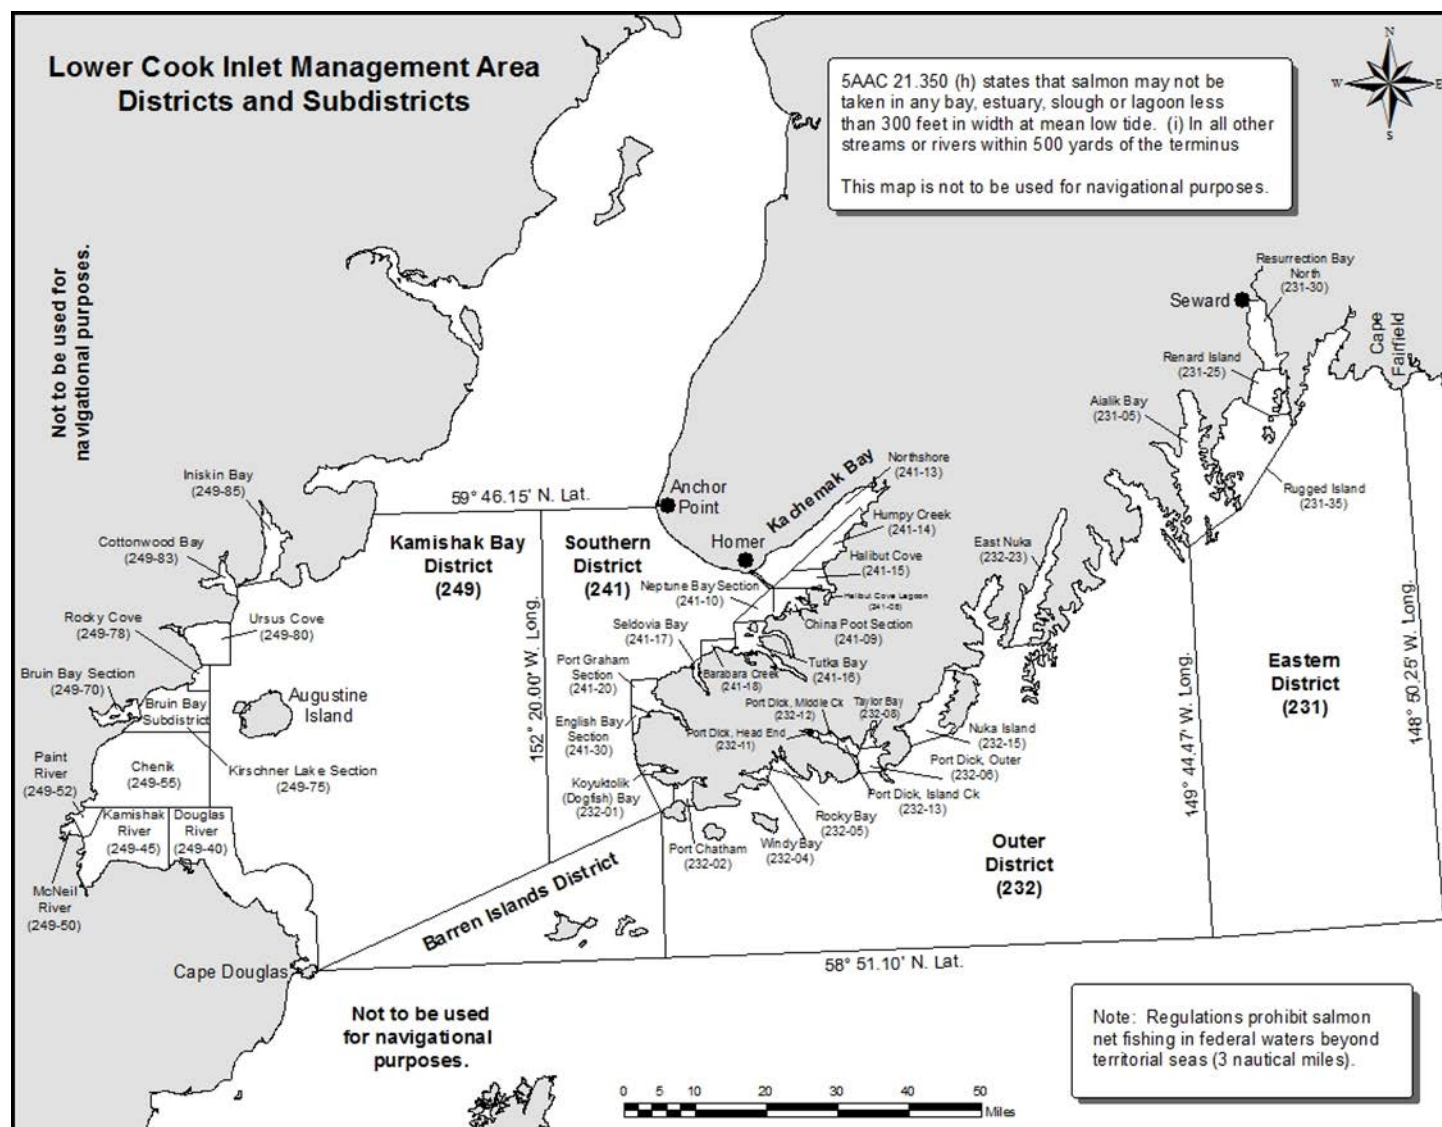 Lower Cook Inlet Management Area
Districts and Subdistricts
5AAC 21.350 (h) states that salmon may not be
taken in any bay, estuary, slough or lagoon less
than 300 feet in width at mean low tide.  (i) In all other
streams or rivers within 500 yards of the terminus
This map is not to be used for navigational purposes.
N
W
E
S
Not to be used for
navigational purposes.
Resurrection Bay
North
(231-30)
Seward
Cape
Fairfield
Renard Island
(231-25)
Aialik Bay
(231-05)
Rugged Island
(231-35)
Iniskin Bay
(249-85)
59° 46.15' N. Lat.
Anchor
Point
Kachemak Bay
Northshore
(241-13)
Humpy Creek
(241-14)
Cottonwood Bay
(249-83)
Kamishak Bay
District
(249)
Southern
District
(241)
Homer
Halibut Cove
(241-15)
East Nuka
(232-23)
Neptune Bay Section
(241-10)
Halibut Cove Lagoon
(241-08)
Rocky Cove
(249-78)
Ursus Cove
(249-80)
Seldovia Bay
(241-17)
China Poot Section
(241-09)
Bruin Bay Section
(249-70)
Bruin Bay
Subdistrict
Augustine
Island
Port Graham
Section
(241-20)
Barabara Creek
(241-18)
Tutka Bay
(241-16)
152° 20.00' W. Long.
149° 44.47' W. Long.
148° 50.25' W. Long.
Eastern
District
(231)
Port Dick, Middle Ck
(232-12)
Taylor Bay
(232-08)
English Bay
Section
(241-30)
Port Dick, Head End
(232-11)
Nuka Island
(232-15)
Paint
River
(249-52)
Chenik
(249-55)
Kirschner Lake Section
(249-75)
Koyuktolik
(Dogfish) Bay
(232-01)
Port Dick, Outer
(232-06)
Port Dick, Island Ck
(232-13)
Kamishak
River
(249-45)
Douglas
River
(249-40)
Rocky Bay
(232-05)
Windy Bay
(232-04)
Port Chatham
(232-02)
Outer
District
(232)
McNeil
River
(249-50)
Barren Islands District
Cape Douglas
58° 51.10' N. Lat.
Not to be used
for navigational
purposes.
Note:  Regulations prohibit salmon
net fishing in federal waters beyond
territorial seas (3 nautical miles).
0 5 10 20 30 40 50
Miles